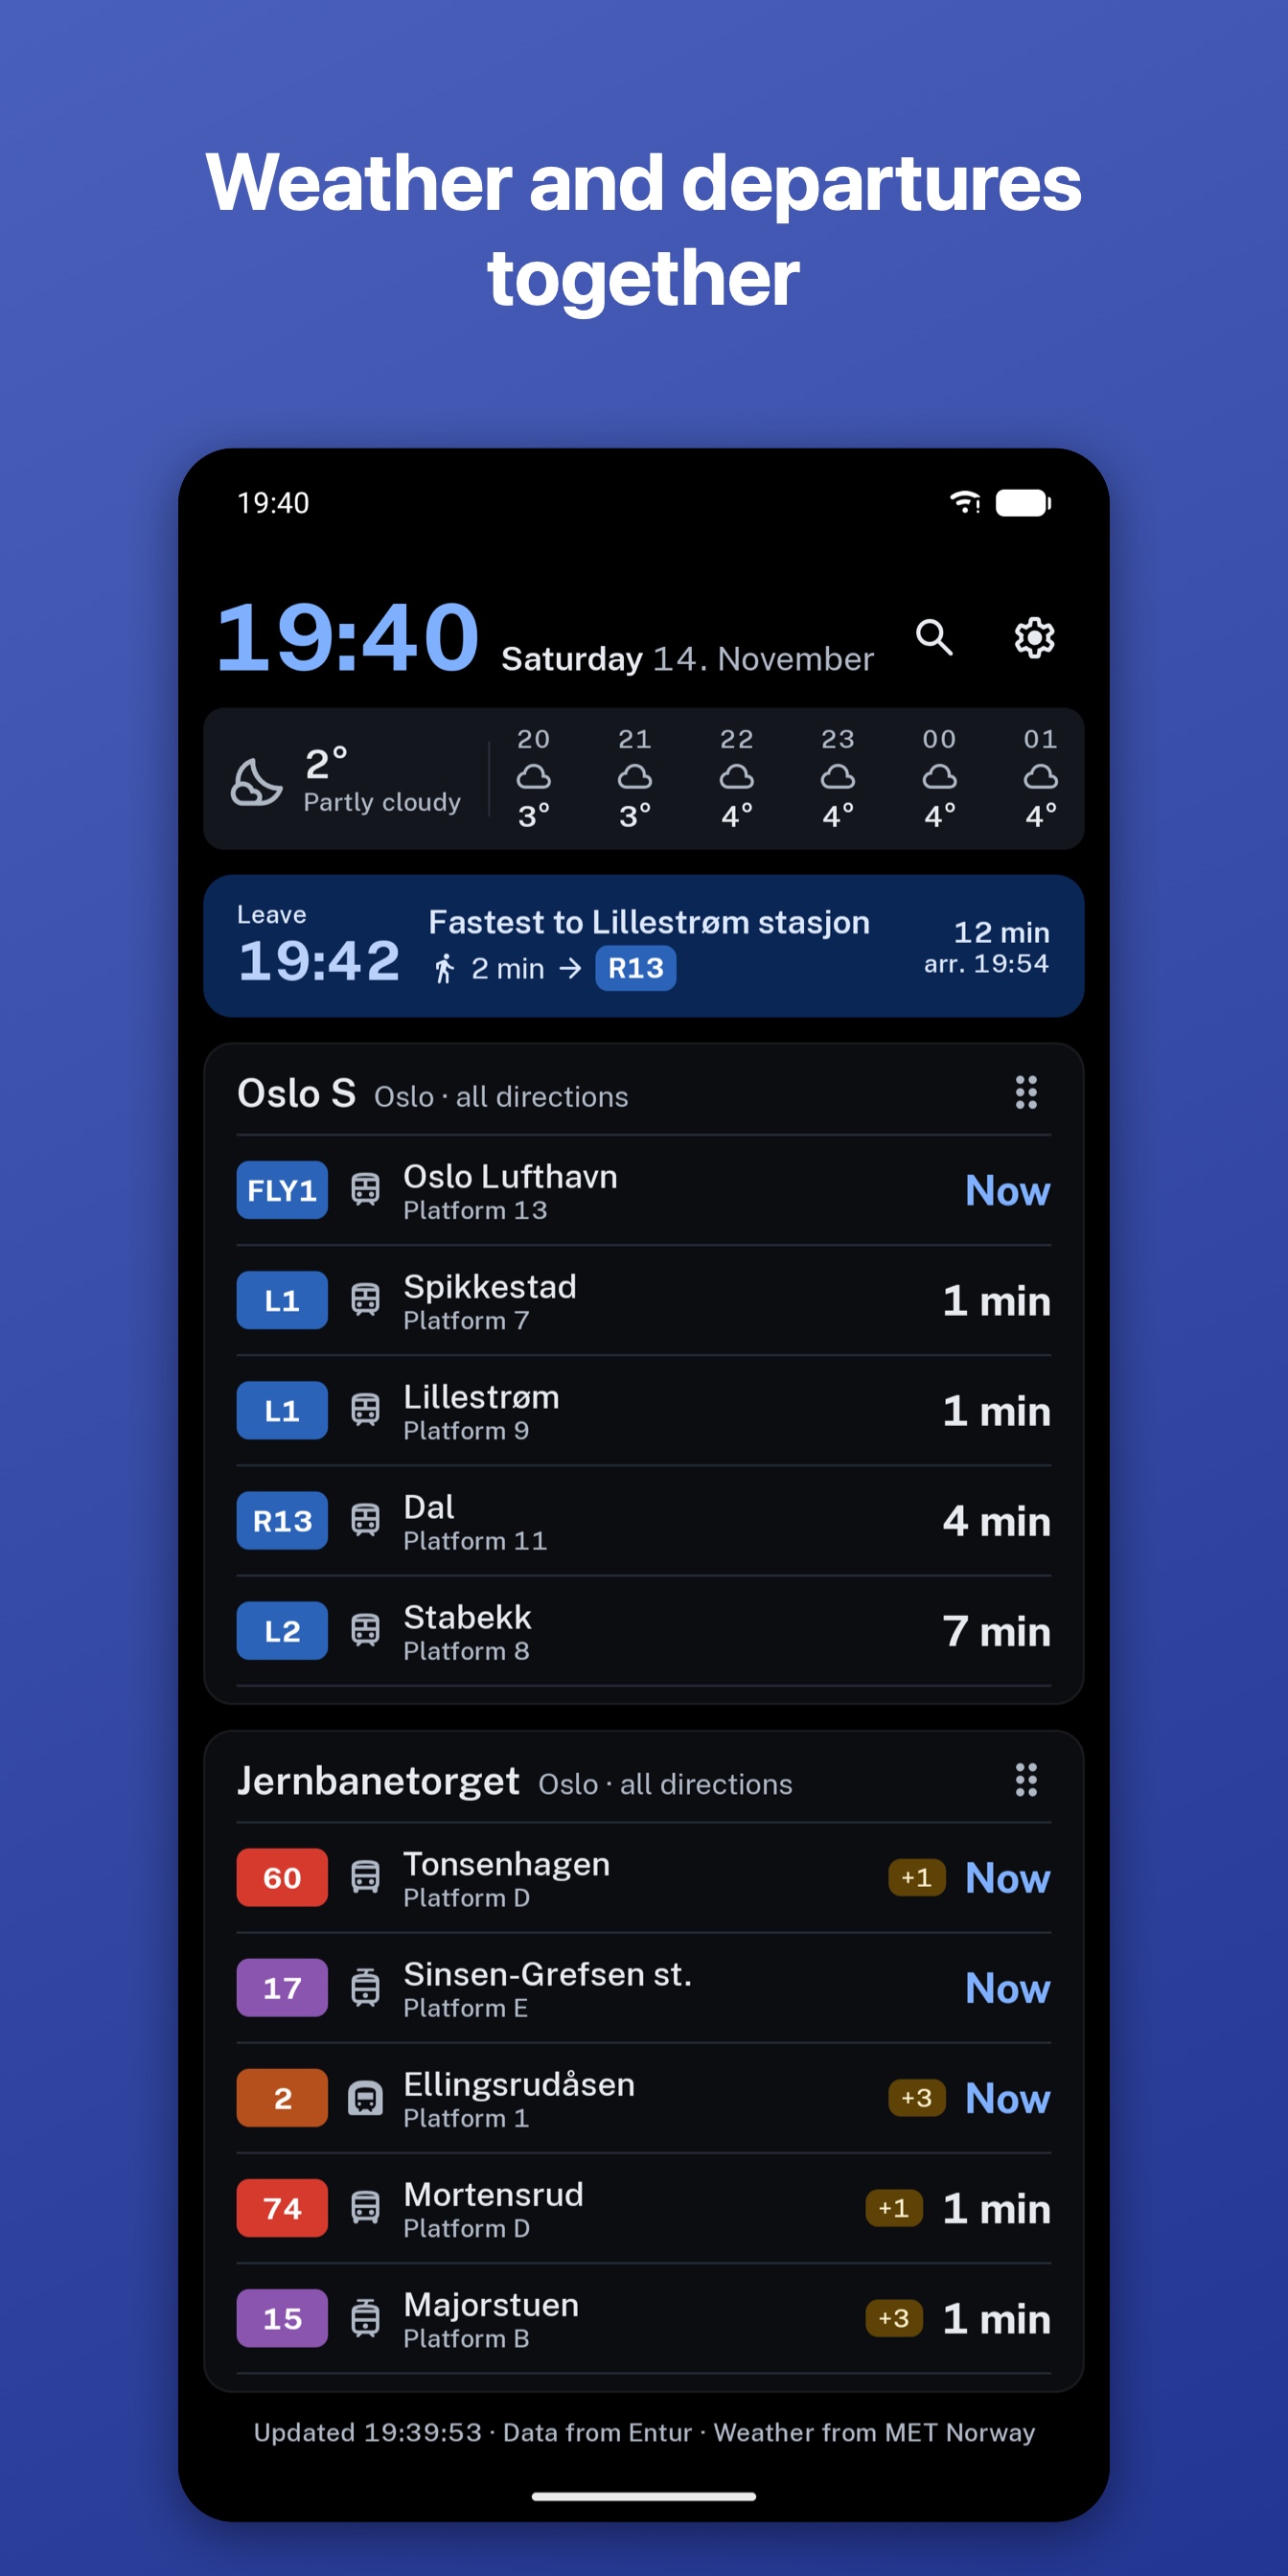 Weather and departures
together
19:40
19:40 Saturday 14. November
2°
Partly cloudy
20 21 22 23 00 01
3° 3° 4° 4° 4° 4°
Leave
19:42
Fastest to Lillestrøm stasjon
2 min → R13
12 min
arr. 19:54
Oslo S Oslo · all directions
FLY1 Oslo Lufthavn Now
Platform 13
L1 Spikkestad 1 min
Platform 7
L1 Lillestrøm 1 min
Platform 9
R13 Dal 4 min
Platform 11
L2 Stabekk 7 min
Platform 8
Jernbanetorget Oslo · all directions
60 Tonsenhagen +1 Now
Platform D
17 Sinsen-Grefsen st. Now
Platform E
2 Ellingsrudåsen +3 Now
Platform 1
74 Mortensrud +1 1 min
Platform D
15 Majorstuen +3 1 min
Platform B
Updated 19:39:53 · Data from Entur · Weather from MET Norway